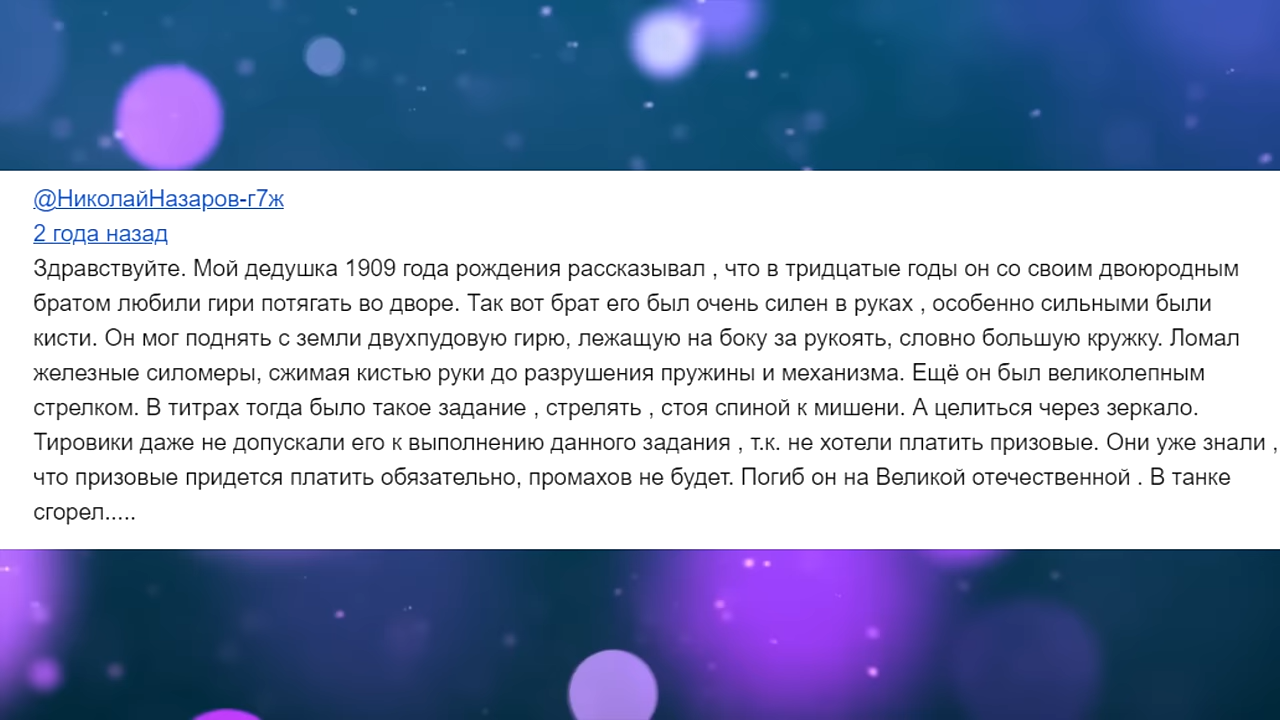 @НиколайНазаров-г7ж
2 года назад
Здравствуйте. Мой дедушка 1909 года рождения рассказывал , что в тридцатые годы он со своим двоюродным
братом любили гири потягать во дворе. Так вот брат его был очень силен в руках , особенно сильными были
кисти. Он мог поднять с земли двухпудовую гирю, лежащую на боку за рукоять, словно большую кружку. Ломал
железные силомеры, сжимая кистью руки до разрушения пружины и механизма. Ещё он был великолепным
стрелком. В титрах тогда было такое задание , стрелять , стоя спиной к мишени. А целиться через зеркало.
Тировики даже не допускали его к выполнению данного задания , т.к. не хотели платить призовые. Они уже знали ,
что призовые придется платить обязательно, промахов не будет. Погиб он на Великой отечественной . В танке
сгорел.....